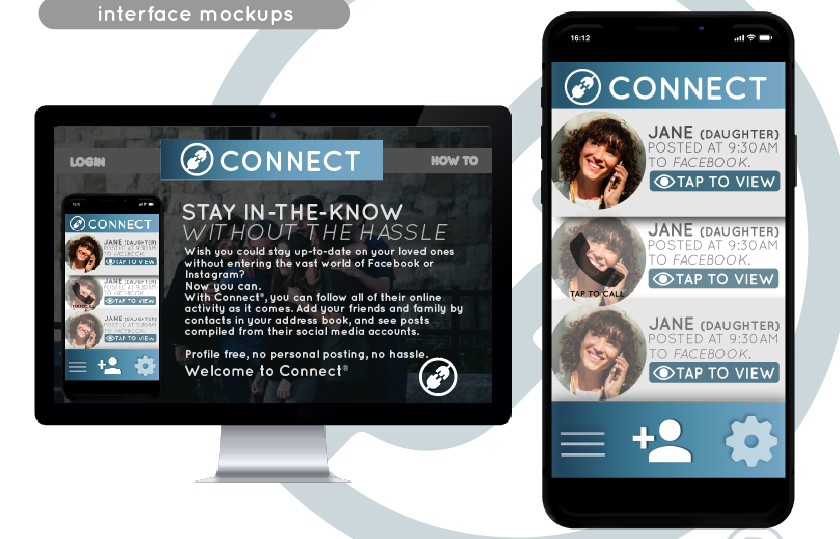 interface mockups
LOGIN
CONNECT
HOW TO
STAY IN-THE-KNOW
WITHOUT THE HASSLE
Wish you could stay up-to-date on your loved ones
without entering the vast world of Facebook or
Instagram?
Now you can.
With Connect®, you can follow all of their online
activity as it comes. Add your friends and family by
contacts in your address book, and see posts
compiled from their social media accounts.
Profile free, no personal posting, no hassle.
Welcome to Connect®
CONNECT
JANE (DAUGHTER)
POSTED AT 9:30AM
TO FACEBOOK.
TAP TO VIEW
JANE (DAUGHTER)
POSTED AT 9:30AM
TO FACEBOOK.
TAP TO VIEW
JANE (DAUGHTER)
POSTED AT 9:30AM
TO FACEBOOK.
TAP TO VIEW
16:12
CONNECT
JANE (DAUGHTER)
POSTED AT 9:30AM
TO FACEBOOK.
TAP TO VIEW
JANE (DAUGHTER)
POSTED AT 9:30AM
TO FACEBOOK.
TAP TO VIEW
TAP TO CALL
JANE (DAUGHTER)
POSTED AT 9:30AM
TO FACEBOOK.
TAP TO VIEW
®